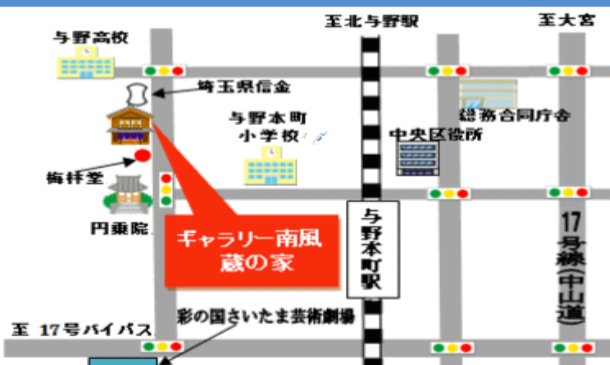 至北与野駅
至大宮
与野高校
埼玉県信金
総務合同庁舎
与野本町
小学校
中央区役所
梅林堂
円乗院
ギャラリー南風
蔵の家
与野本町駅
17号線(中山道)
彩の国さいたま芸術劇場
至 17号バイパス